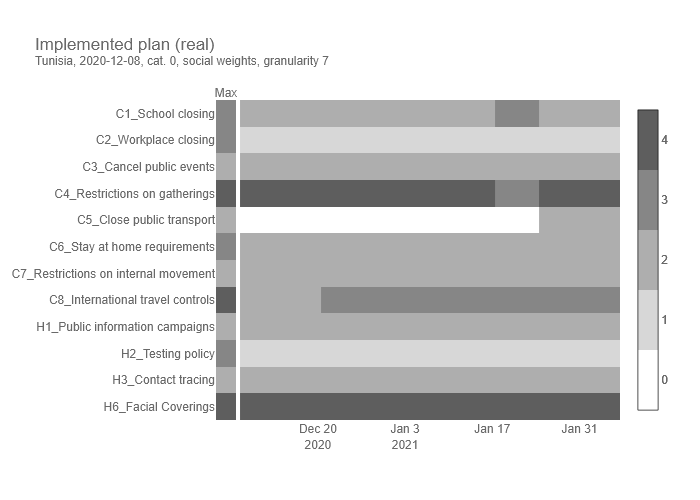 Implemented plan (real)
Tunisia, 2020-12-08, cat. 0, social weights, granularity 7
Max
C1_School closing
C2_Workplace closing
C3_Cancel public events
C4_Restrictions on gatherings
C5_Close public transport
C6_Stay at home requirements
C7_Restrictions on internal movement
C8_International travel controls
H1_Public information campaigns
H2_Testing policy
H3_Contact tracing
H6_Facial Coverings
4
3
2
1
0
Dec 20 Jan 3 Jan 17 Jan 31
2020 2021